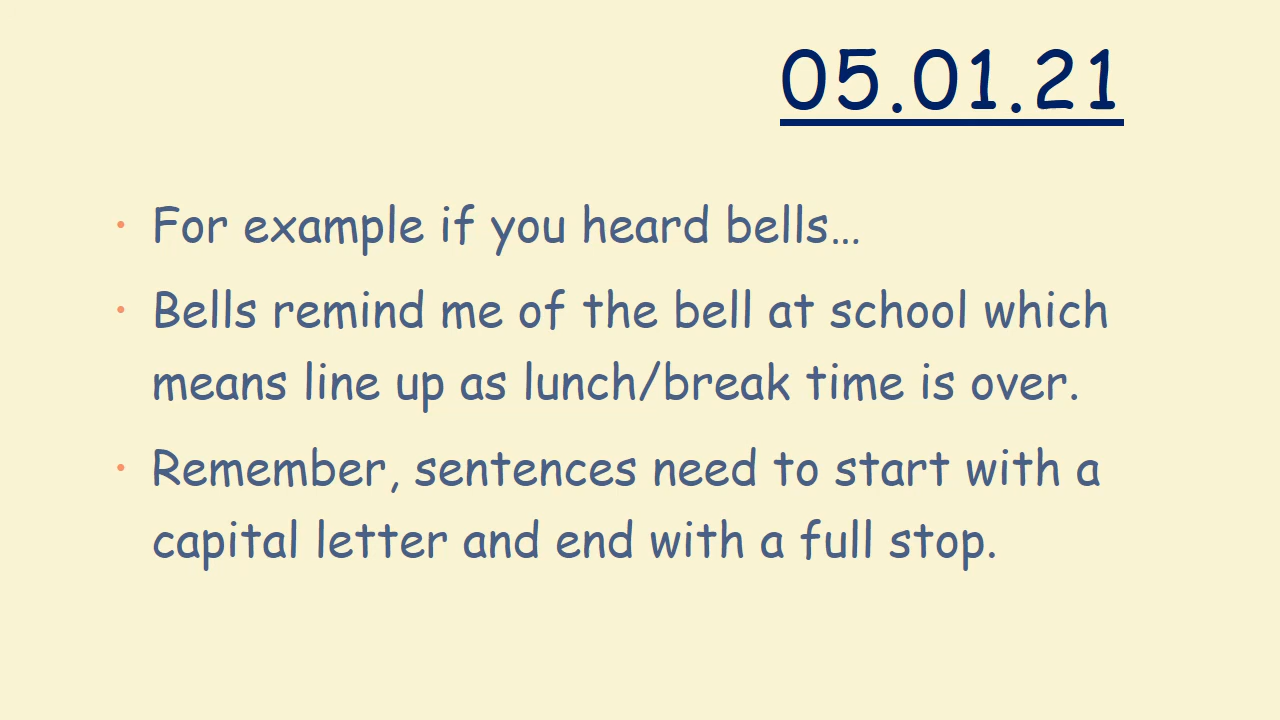 05.01.21
• For example if you heard bells…
• Bells remind me of the bell at school which
means line up as lunch/break time is over.
• Remember, sentences need to start with a
capital letter and end with a full stop.